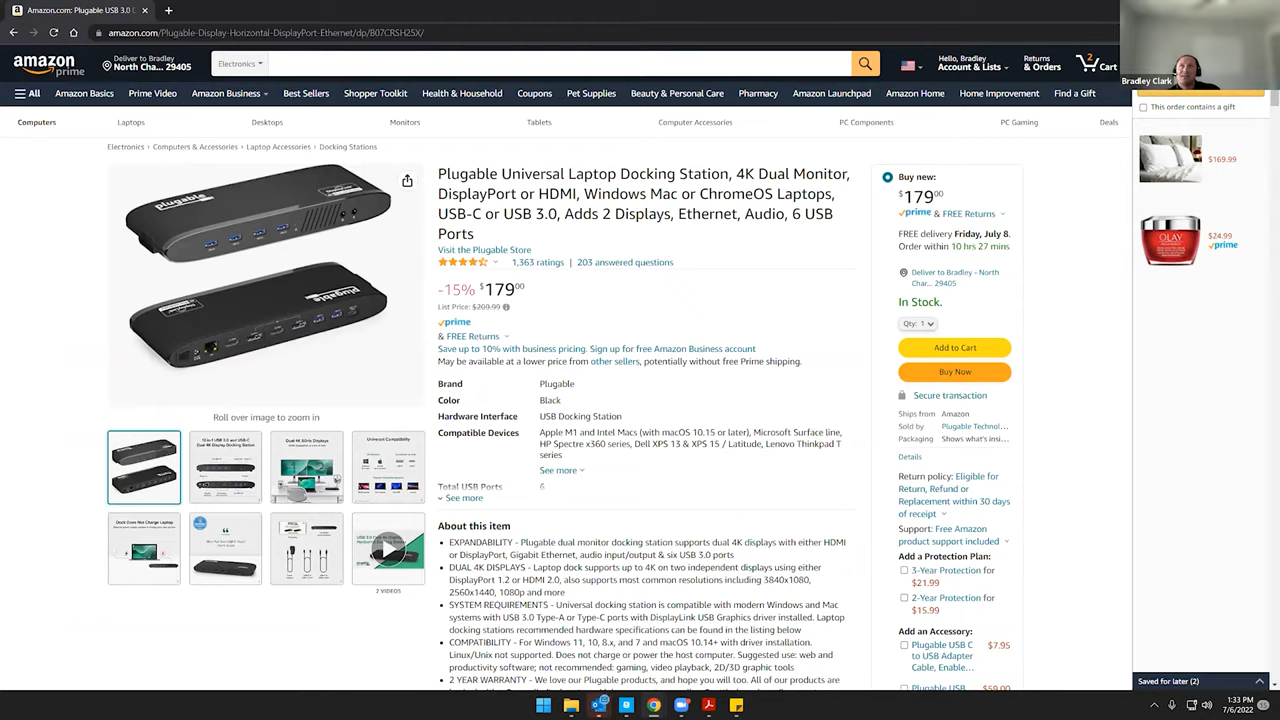 Amazon.com: Plugable USB 3.0 D
amazon.com/Plugable-Display-Horizontal-DisplayPort-Ethernet/dp/B07CRSH25X/
amazon prime
Deliver to Bradley
North Cha... 29405
Electronics
Hello, Bradley
Account & Lists
Returns
& Orders
2
Cart
Bradley Clark
All
Amazon Basics
Prime Video
Amazon Business
Best Sellers
Shopper Toolkit
Health & Household
Coupons
Pet Supplies
Beauty & Personal Care
Pharmacy
Amazon Launchpad
Amazon Home
Home Improvement
Find a Gift
Computers
Laptops
Desktops
Monitors
Tablets
Computer Accessories
PC Components
PC Gaming
Deals
Electronics › Computers & Accessories › Laptop Accessories › Docking Stations
plugable
plugable
Roll over image to zoom in
Dual 4K 60Hz Displays
Universal Compatibility
Dock Does Not Charge Laptop
2 VIDEOS
Plugable Universal Laptop Docking Station, 4K Dual Monitor,
DisplayPort or HDMI, Windows Mac or ChromeOS Laptops,
USB-C or USB 3.0, Adds 2 Displays, Ethernet, Audio, 6 USB
Ports
Visit the Plugable Store
1,363 ratings | 203 answered questions
-15% $179.00
List Price: $209.99
prime
& FREE Returns
Save up to 10% with business pricing. Sign up for free Amazon Business account
May be available at a lower price from other sellers, potentially without free Prime shipping.
Brand Plugable
Color Black
Hardware Interface USB Docking Station
Compatible Devices Apple M1 and Intel Macs (with macOS 10.15 or later), Microsoft Surface line,
HP Spectre x360 series, Dell XPS 13 & XPS 15 / Latitude, Lenovo Thinkpad T
series
See more
Total USB Ports 6
See more
About this item
• EXPANDABILITY - Plugable dual monitor docking station supports dual 4K displays with either HDMI
or DisplayPort, Gigabit Ethernet, audio input/output & six USB 3.0 ports
• DUAL 4K DISPLAYS - Laptop dock supports up to 4K on two independent displays using either
DisplayPort 1.2 or HDMI 2.0, also supports most common resolutions including 3840x1080,
2560x1440, 1080p and more
• SYSTEM REQUIREMENTS - Universal docking station is compatible with modern Windows and Mac
systems with USB 3.0 Type-A or Type-C ports with DisplayLink USB Graphics driver installed. Laptop
docking stations recommended hardware specifications can be found in the listing below
• COMPATIBILITY - For Windows 11, 10, 8.x, and 7 and macOS 10.14+ with driver installation.
Linux/Unix not supported. Does not charge or power the host computer. Suggested use: web and
productivity software; not recommended: gaming, video playback, 2D/3D graphic tools
• 2 YEAR WARRANTY - We love our Plugable products, and hope you will too. All of our products are
Buy new:
$179.00
prime & FREE Returns
FREE delivery Friday, July 8.
Order within 10 hrs 27 mins
Deliver to Bradley - North
Char... 29405
In Stock.
Qty: 1
Add to Cart
Buy Now
Secure transaction
Ships from Amazon
Sold by Plugable Technol...
Packaging Shows what's insi...
Details
Return policy: Eligible for
Return, Refund or
Replacement within 30 days
of receipt
Support: Free Amazon
product support included
Add a Protection Plan:
3-Year Protection for
$21.99
2-Year Protection for
$15.99
Add an Accessory:
Plugable USB C
to USB Adapter
Cable, Enable...
$7.95
Plugable USB
$59.00
This order contains a gift
$169.99
OLAY
$24.99
prime
Saved for later (2)
1:33 PM
7/6/2022